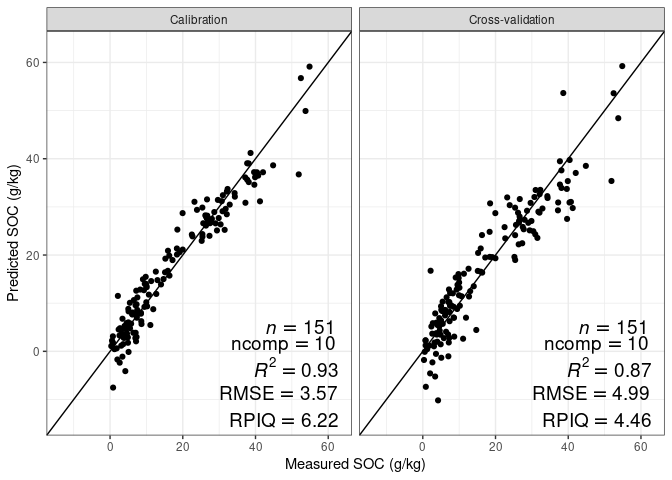 Calibration
Cross-validation
Predicted SOC (g/kg)
60
40
20
0
n = 151
ncomp = 10
R² = 0.93
RMSE = 3.57
RPIQ = 6.22
n = 151
ncomp = 10
R² = 0.87
RMSE = 4.99
RPIQ = 4.46
0 20 40 60
0 20 40 60
Measured SOC (g/kg)